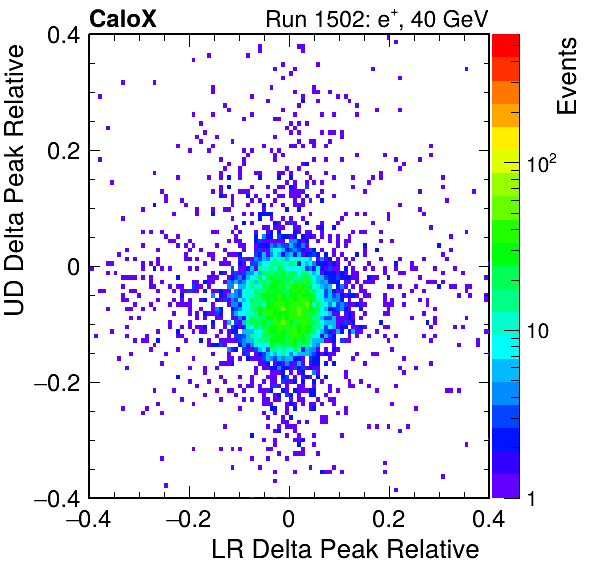 CaloX Run 1502: e⁺, 40 GeV
UD Delta Peak Relative
0.4
0.2
0
−0.2
−0.4
−0.4 −0.2 0 0.2 0.4
LR Delta Peak Relative
Events
10²
10
1